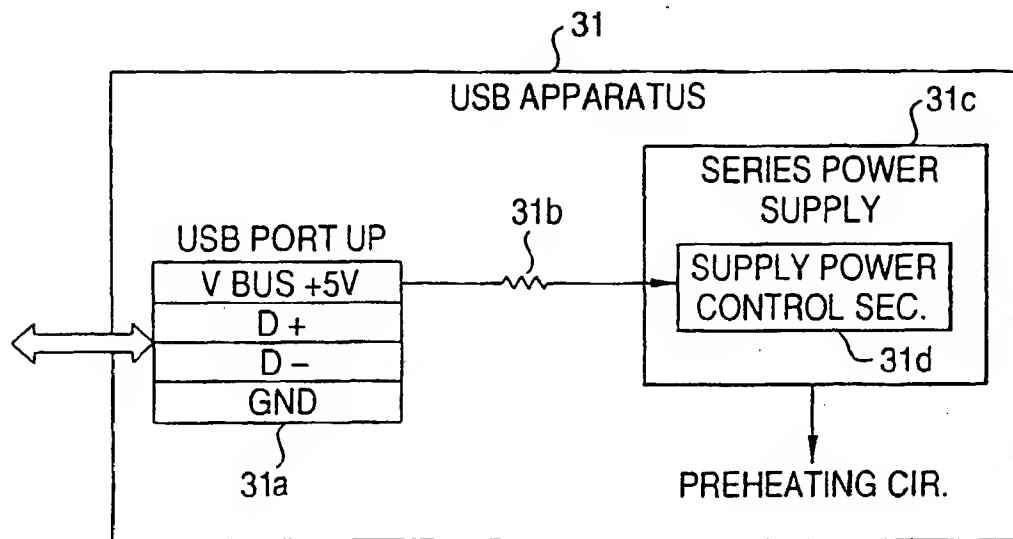 31
USB APPARATUS
31c
SERIES POWER
SUPPLY
31b
USB PORT UP
V BUS +5V
D +
D –
GND
SUPPLY POWER
CONTROL SEC.
31d
31a
PREHEATING CIR.